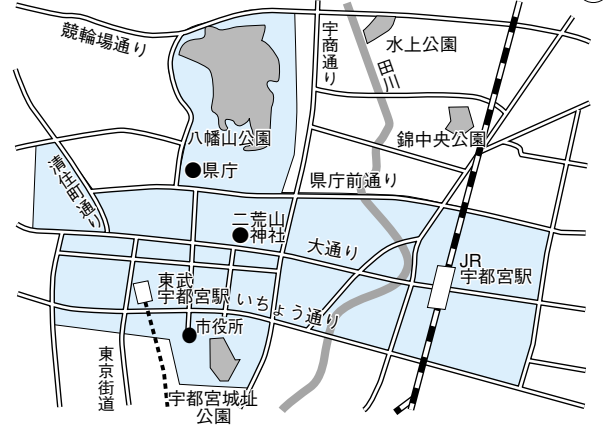 競輪場通り
宇商通り
水上公園
田川
八幡山公園
錦中央公園
県庁
県庁前通り
清住町通り
二荒山
神社
大通り
JR
宇都宮駅
東武
宇都宮駅
いちょう通り
市役所
東京街道
宇都宮城址
公園